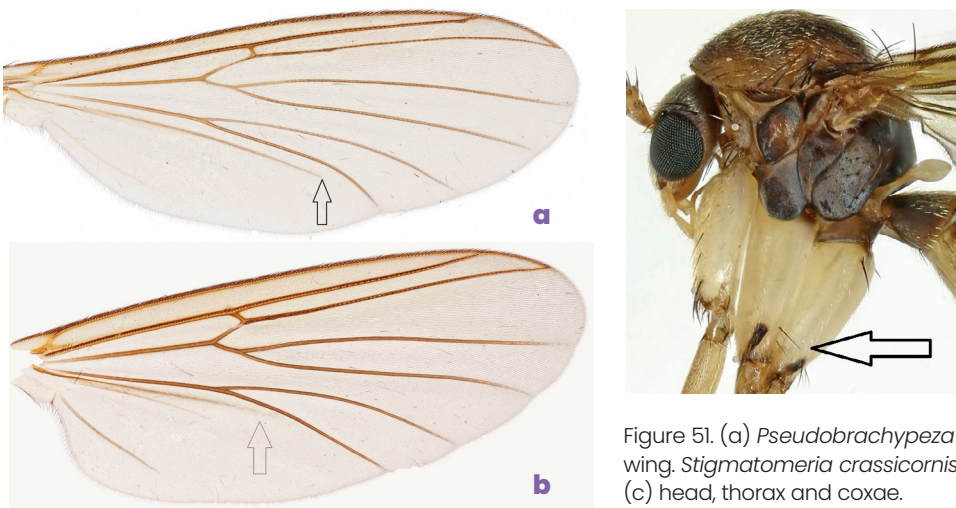 a
b
Figure 51. (a) Pseudobrachypeza
wing. Stigmatomeria crassicornis
(c) head, thorax and coxae.